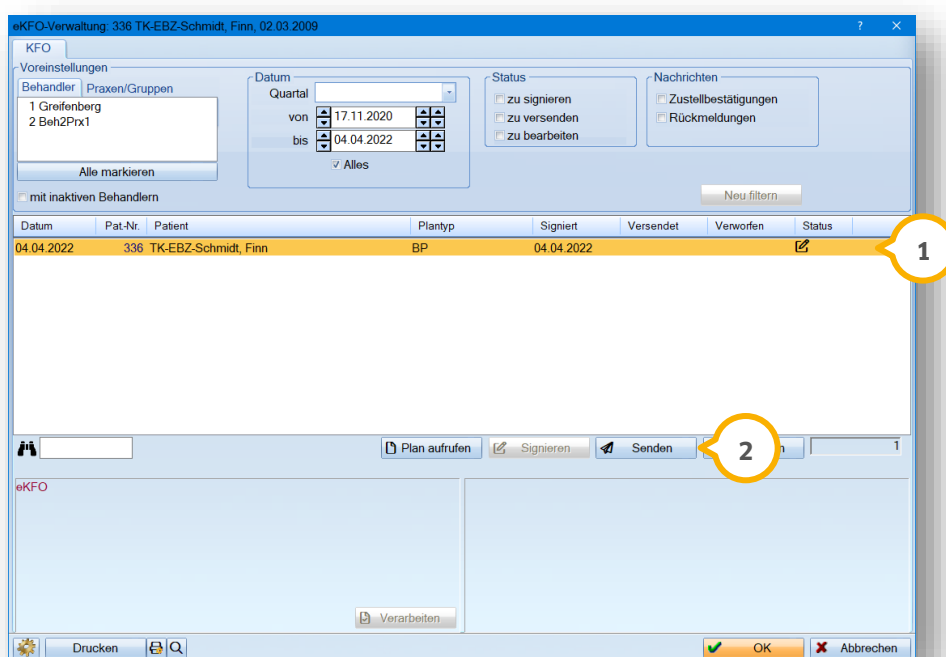 eKFO-Verwaltung: 336 TK-EBZ-Schmidt, Finn, 02.03.2009 ?
KFO
Voreinstellungen
Behandler Praxen/Gruppen
1 Greifenberg
2 Beh2Prx1
Alle markieren
mit inaktiven Behandlern
Datum
Quartal
von 17.11.2020
bis 04.04.2022
Alles
Status
zu signieren
zu versenden
zu bearbeiten
Nachrichten
Zustellbestätigungen
Rückmeldungen
Neu filtern
Datum Pat-Nr. Patient Plantyp Signiert Versendet Verworfen Status
04.04.2022 336 TK-EBZ-Schmidt, Finn BP 04.04.2022
1
Plan aufrufen Signieren Senden 2 1
eKFO
Verarbeiten
Drucken OK Abbrechen